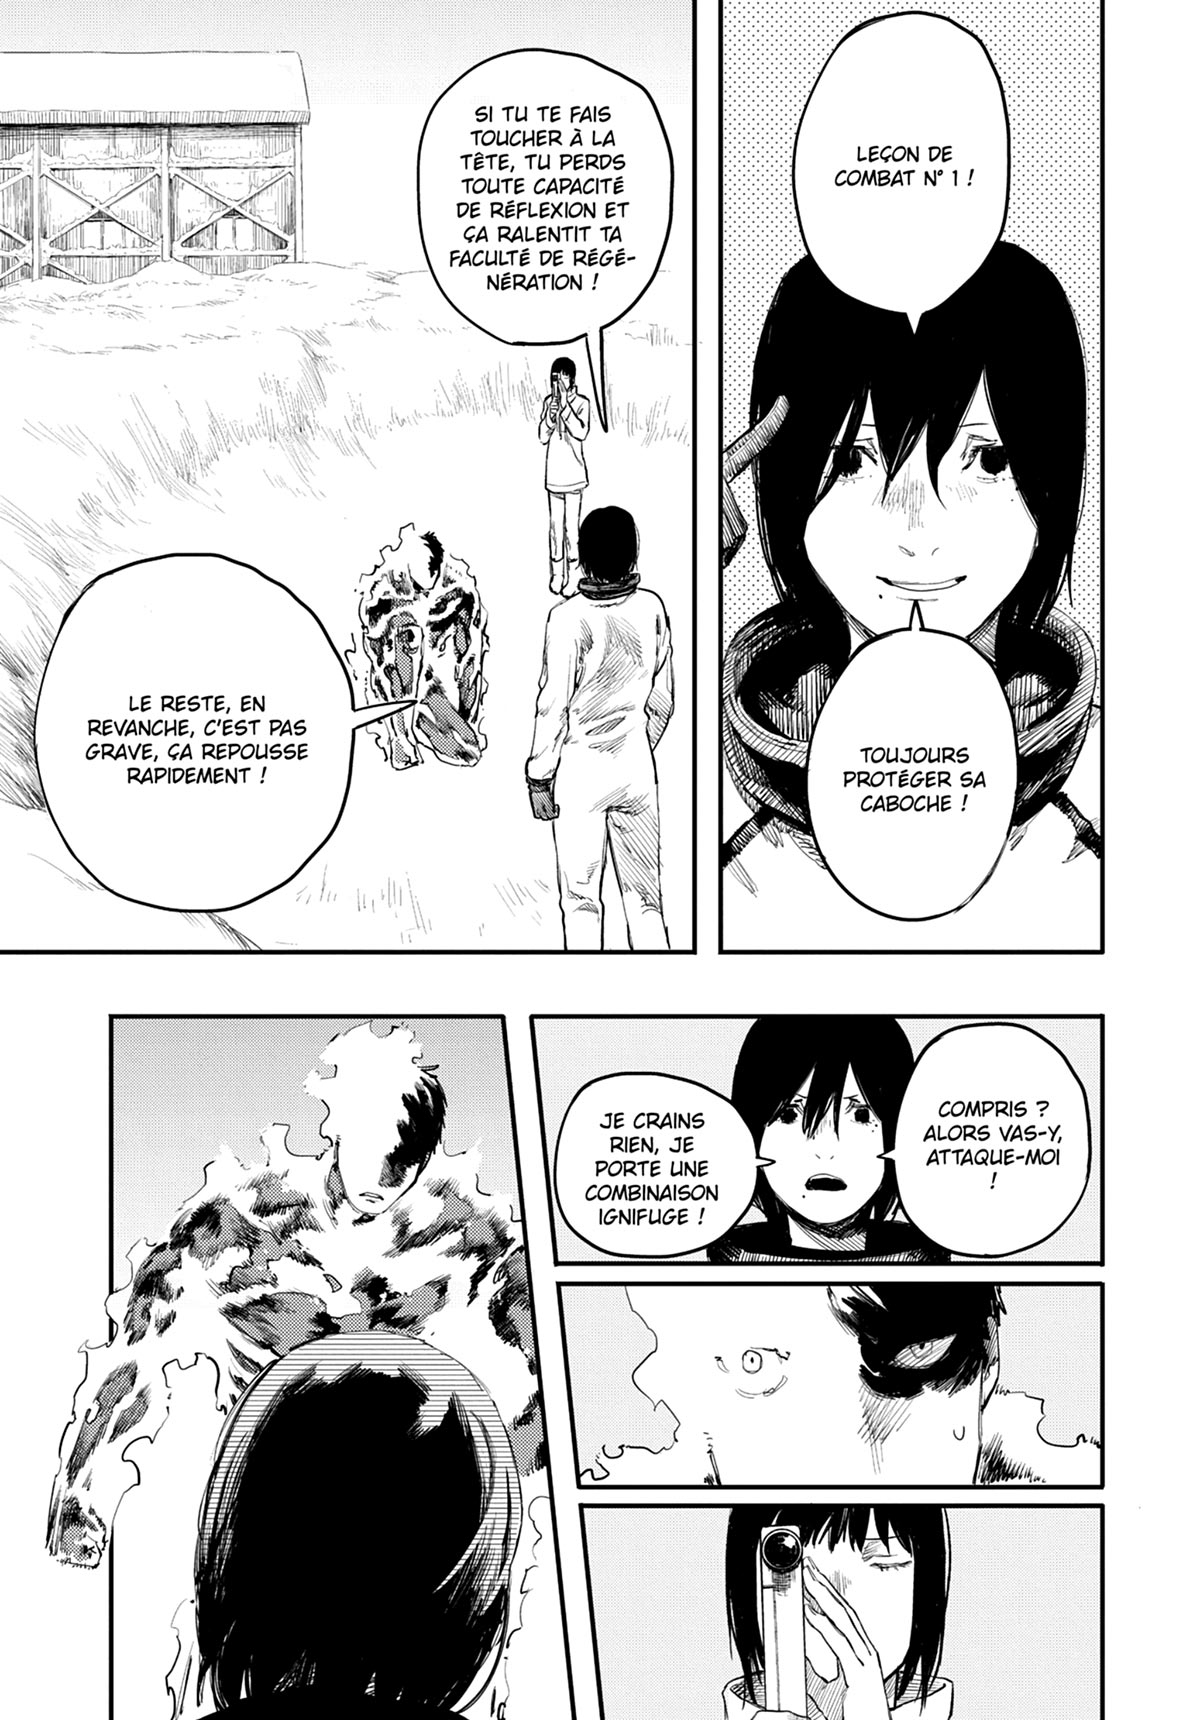 LEÇON DE
COMBAT N° 1 !
TOUJOURS
PROTÉGER SA
CABOCHE !
SI TU TE FAIS
TOUCHER À LA
TÊTE, TU PERDS
TOUTE CAPACITÉ
DE RÉFLEXION ET
ÇA RALENTIT TA
FACULTÉ DE RÉGÉ-
NÉRATION !
LE RESTE, EN
REVANCHE, C'EST PAS
GRAVE, ÇA REPOUSSE
RAPIDEMENT !
COMPRIS ?
ALORS VAS-Y,
ATTAQUE-MOI
!
JE CRAINS
RIEN, JE
PORTE UNE
COMBINAISON
IGNIFUGE !